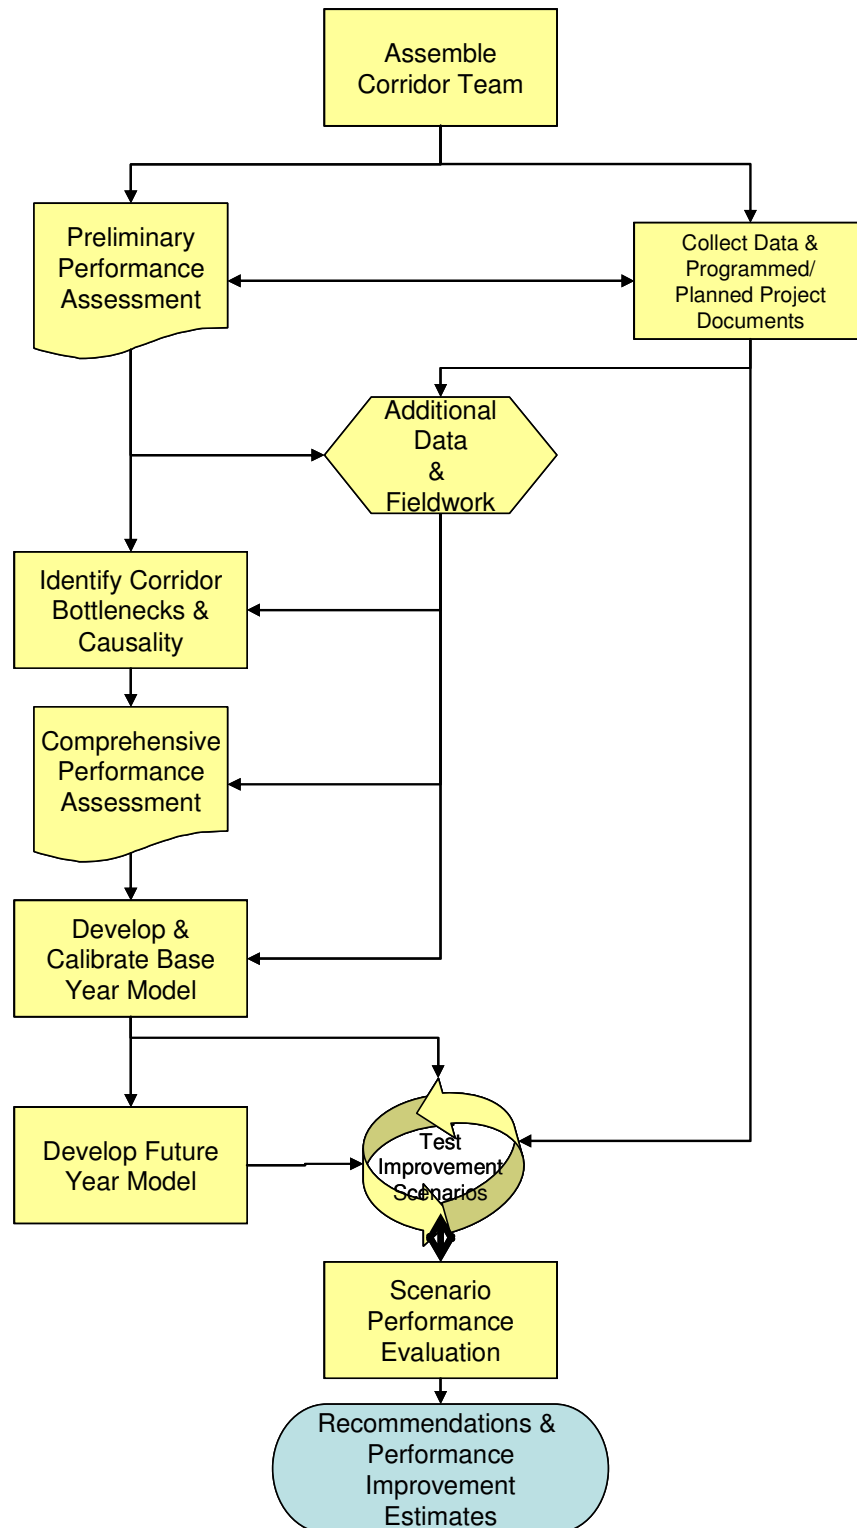 Assemble
Corridor Team
Preliminary
Performance
Assessment
Collect Data &
Programmed/
Planned Project
Documents
Additional
Data
&
Fieldwork
Identify Corridor
Bottlenecks &
Causality
Comprehensive
Performance
Assessment
Develop &
Calibrate Base
Year Model
Develop Future
Year Model
Test
Improvement
Scenarios
Scenario
Performance
Evaluation
Recommendations &
Performance
Improvement
Estimates